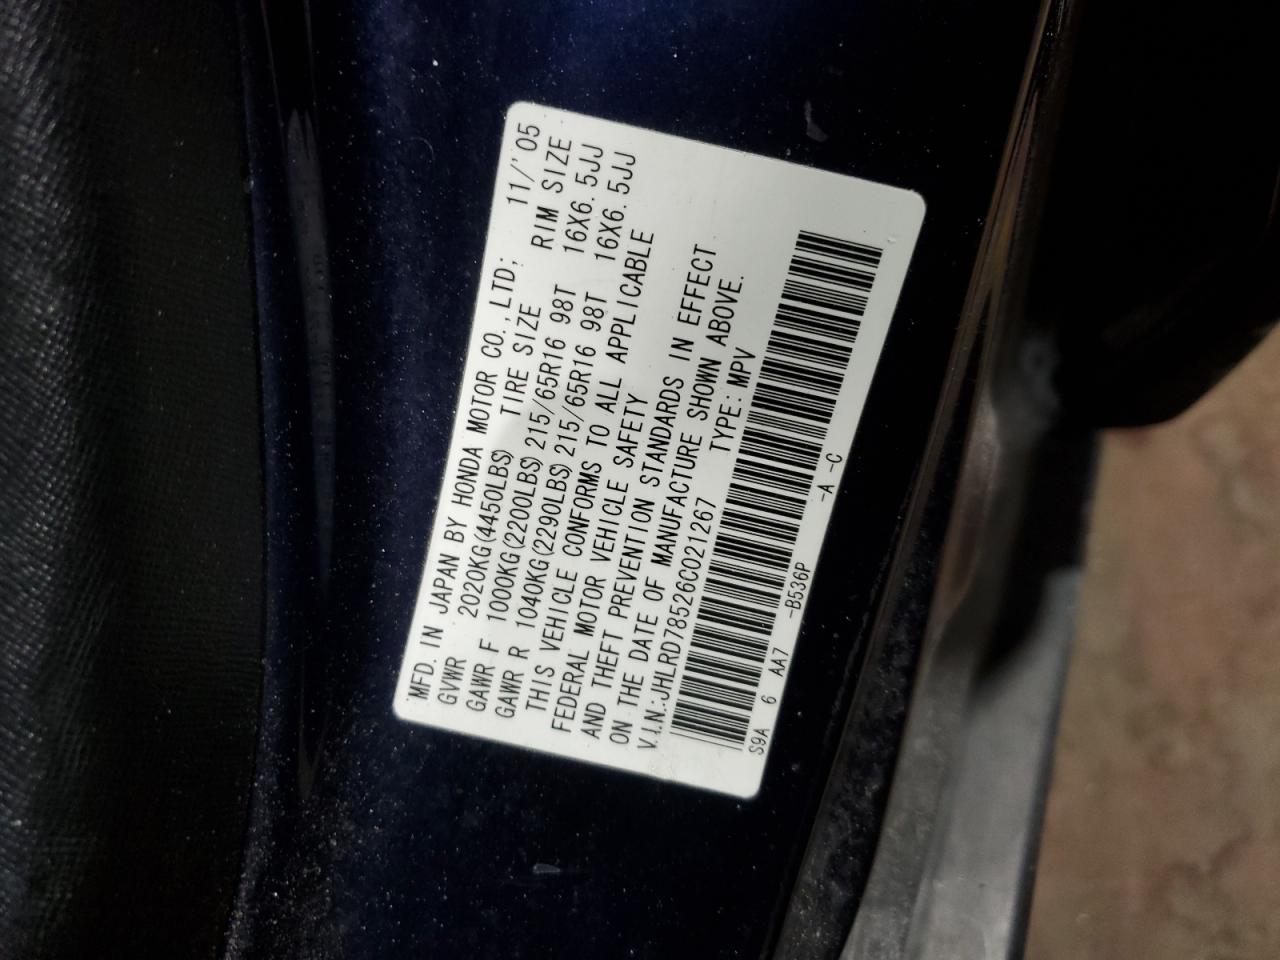 MFD. IN JAPAN BY HONDA MOTOR CO.,LTD; 11/'05
GVWR 2020KG(4450LBS) TIRE SIZE RIM SIZE
GAWR F 1000KG(2200LBS) 215/65R16 98T 16X6.5JJ
GAWR R 1040KG(2290LBS) 215/65R16 98T 16X6.5JJ
THIS VEHICLE CONFORMS TO ALL APPLICABLE
FEDERAL MOTOR VEHICLE SAFETY
AND THEFT PREVENTION STANDARDS IN EFFECT
ON THE DATE OF MANUFACTURE SHOWN ABOVE.
V.I.N.:JHLRD78526C021267 TYPE: MPV
S9A 6 AA7 -B536P -A -C